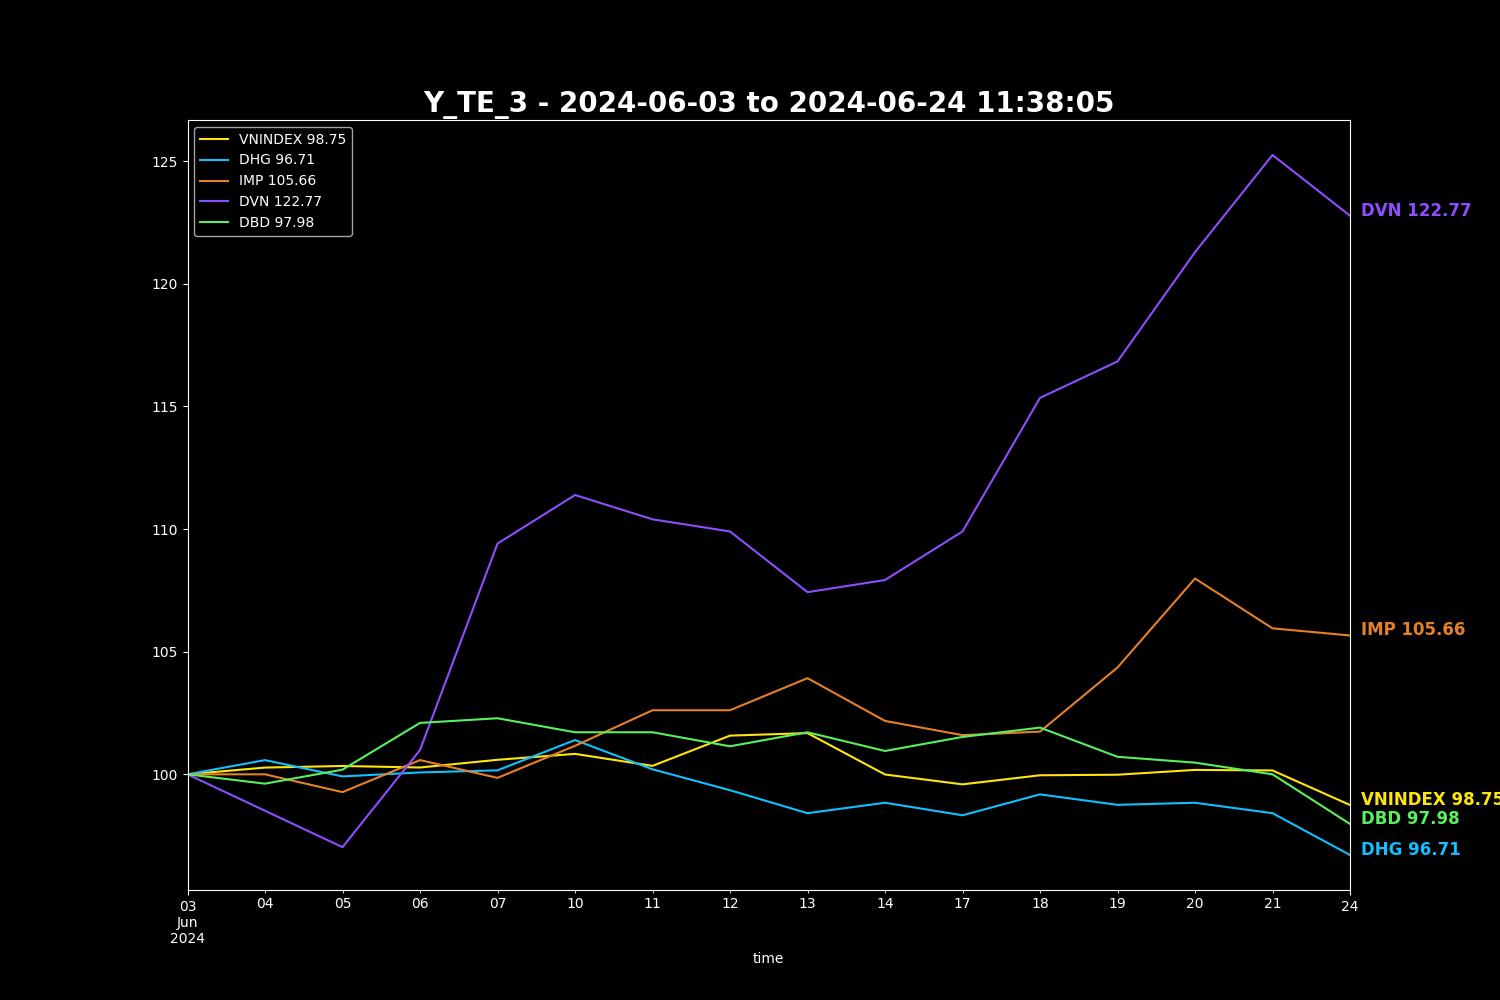 Y_TE_3 - 2024-06-03 to 2024-06-24 11:38:05
VNINDEX 98.75
DHG 96.71
IMP 105.66
DVN 122.77
DBD 97.98
125
120
115
110
105
100
DVN 122.77
IMP 105.66
VNINDEX 98.75
DBD 97.98
DHG 96.71
03 04 05 06 07 10 11 12 13 14 17 18 19 20 21 24
Jun
2024
time